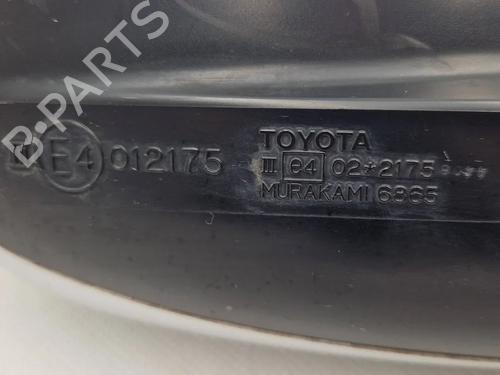 E4 012175
TOYOTA
III e4 02*2175
MURAKAMI 6865
B-PARTS